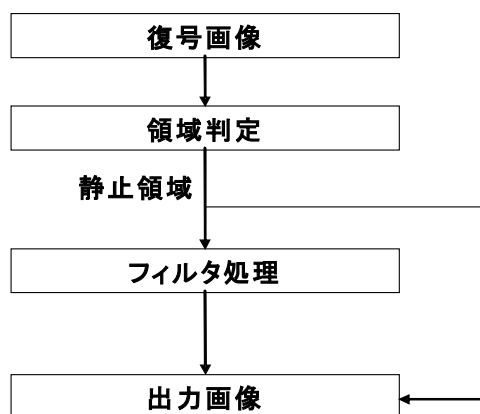 復号画像
領域判定
静止領域
フィルタ処理
出力画像